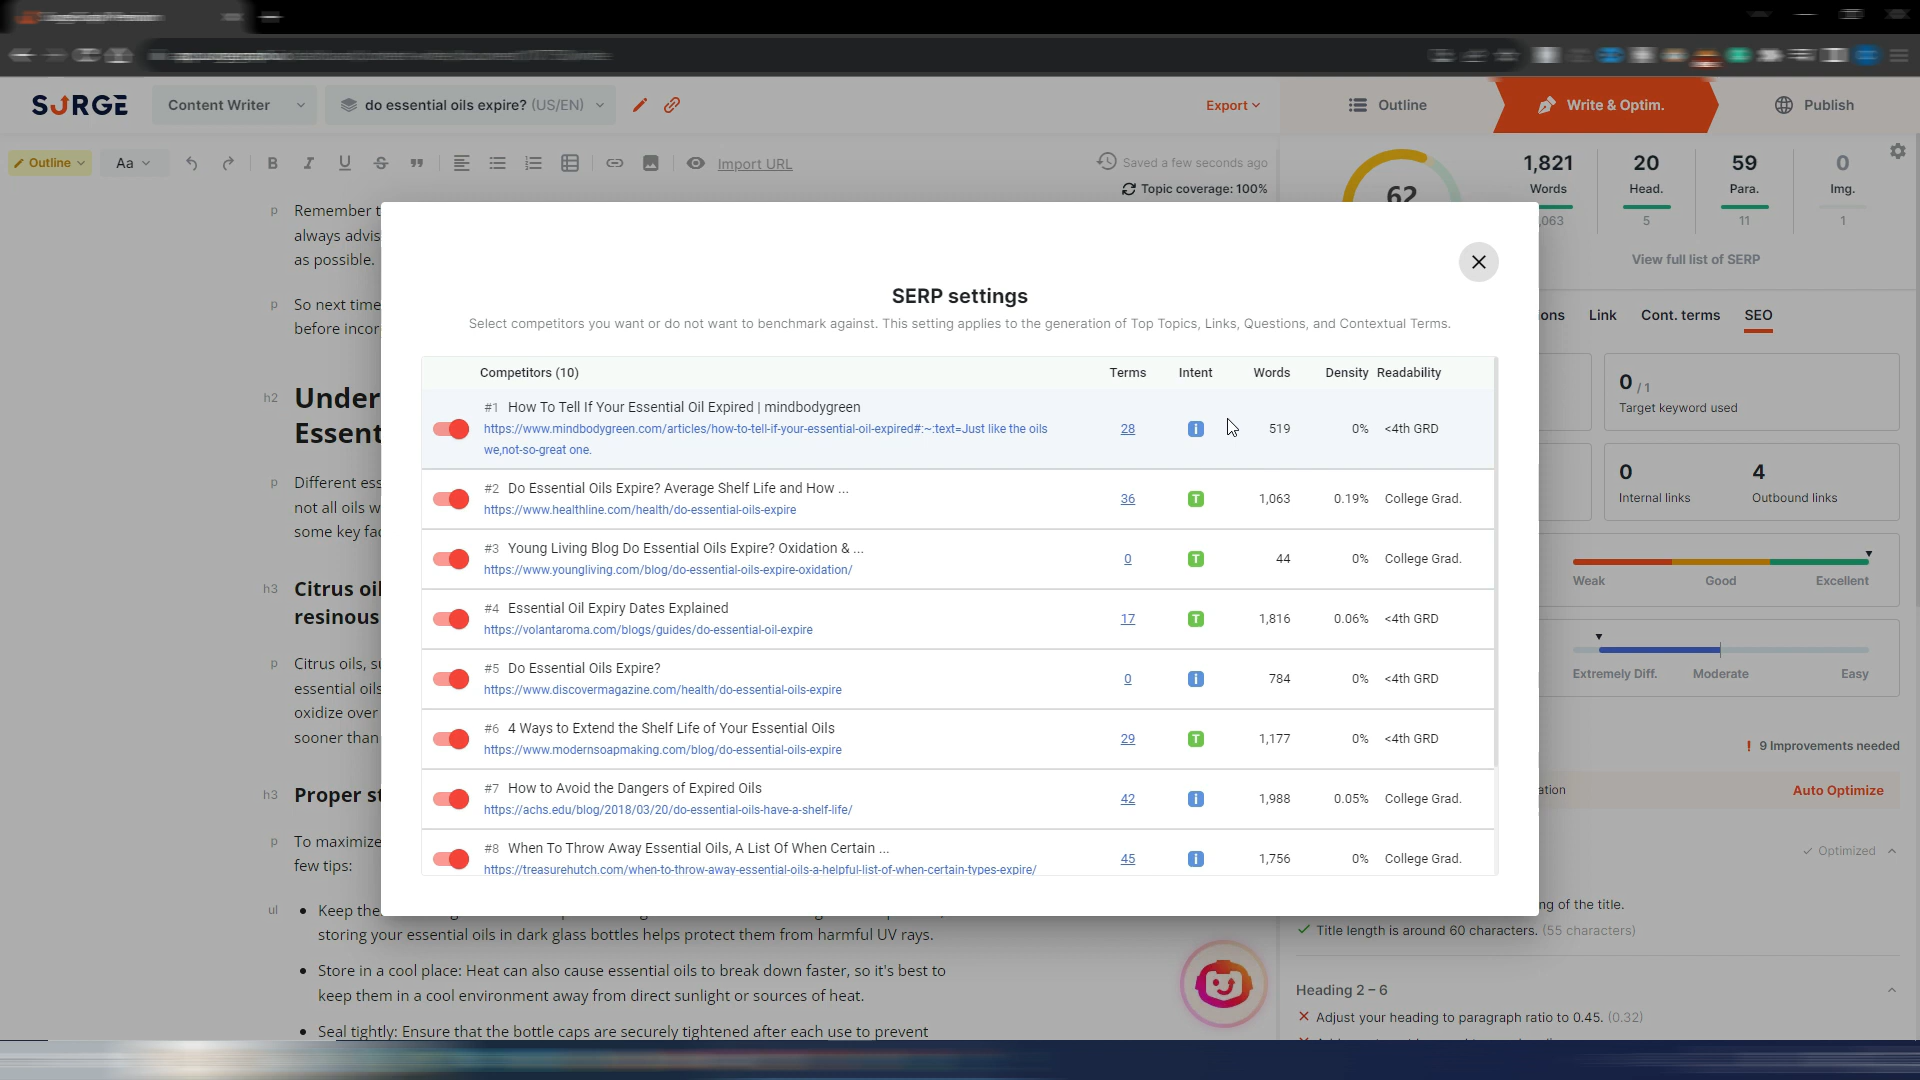 SURGE
Content Writer
do essential oils expire? (US/EN)
Export
Outline
Write & Optim.
Publish
Outline
Aa
B I U S
Import URL
Saved a few seconds ago
Topic coverage: 100%
62
1,821
Words
,063
20
Head.
5
59
Para.
11
0
Img.
1
View full list of SERP
p Remember t
always advis
as possible.
p So next time
before incor
h2 Under
Essent
p Different ess
not all oils w
some key fac
h3 Citrus oil
resinous
p Citrus oils, su
essential oils
oxidize over
sooner than
h3 Proper st
p To maximize
few tips:
ul • Keep the
storing your essential oils in dark glass bottles helps protect them from harmful UV rays.
• Store in a cool place: Heat can also cause essential oils to break down faster, so it's best to
keep them in a cool environment away from direct sunlight or sources of heat.
• Seal tightly: Ensure that the bottle caps are securely tightened after each use to prevent
SERP settings
Select competitors you want or do not want to benchmark against. This setting applies to the generation of Top Topics, Links, Questions, and Contextual Terms.
Competitors (10) Terms Intent Words Density Readability
#1 How To Tell If Your Essential Oil Expired | mindbodygreen
https://www.mindbodygreen.com/articles/how-to-tell-if-your-essential-oil-expired#:~:text=Just like the oils
we,not-so-great one.
28 i 519 0% <4th GRD
#2 Do Essential Oils Expire? Average Shelf Life and How ...
https://www.healthline.com/health/do-essential-oils-expire
36 T 1,063 0.19% College Grad.
#3 Young Living Blog Do Essential Oils Expire? Oxidation & ...
https://www.youngliving.com/blog/do-essential-oils-expire-oxidation/
0 T 44 0% College Grad.
#4 Essential Oil Expiry Dates Explained
https://volantaroma.com/blogs/guides/do-essential-oil-expire
17 T 1,816 0.06% <4th GRD
#5 Do Essential Oils Expire?
https://www.discovermagazine.com/health/do-essential-oils-expire
0 i 784 0% <4th GRD
#6 4 Ways to Extend the Shelf Life of Your Essential Oils
https://www.modernsoapmaking.com/blog/do-essential-oils-expire
29 T 1,177 0% <4th GRD
#7 How to Avoid the Dangers of Expired Oils
https://achs.edu/blog/2018/03/20/do-essential-oils-have-a-shelf-life/
42 i 1,988 0.05% College Grad.
#8 When To Throw Away Essential Oils, A List Of When Certain ...
https://treasurehutch.com/when-to-throw-away-essential-oils-a-helpful-list-of-when-certain-types-expire/
45 i 1,756 0% College Grad.
ons Link Cont. terms SEO
0 / 1
Target keyword used
0
Internal links
4
Outbound links
Weak Good Excellent
Extremely Diff. Moderate Easy
! 9 Improvements needed
ation
Auto Optimize
Optimized
ng of the title.
Title length is around 60 characters. (55 characters)
Heading 2 – 6
Adjust your heading to paragraph ratio to 0.45. (0.32)